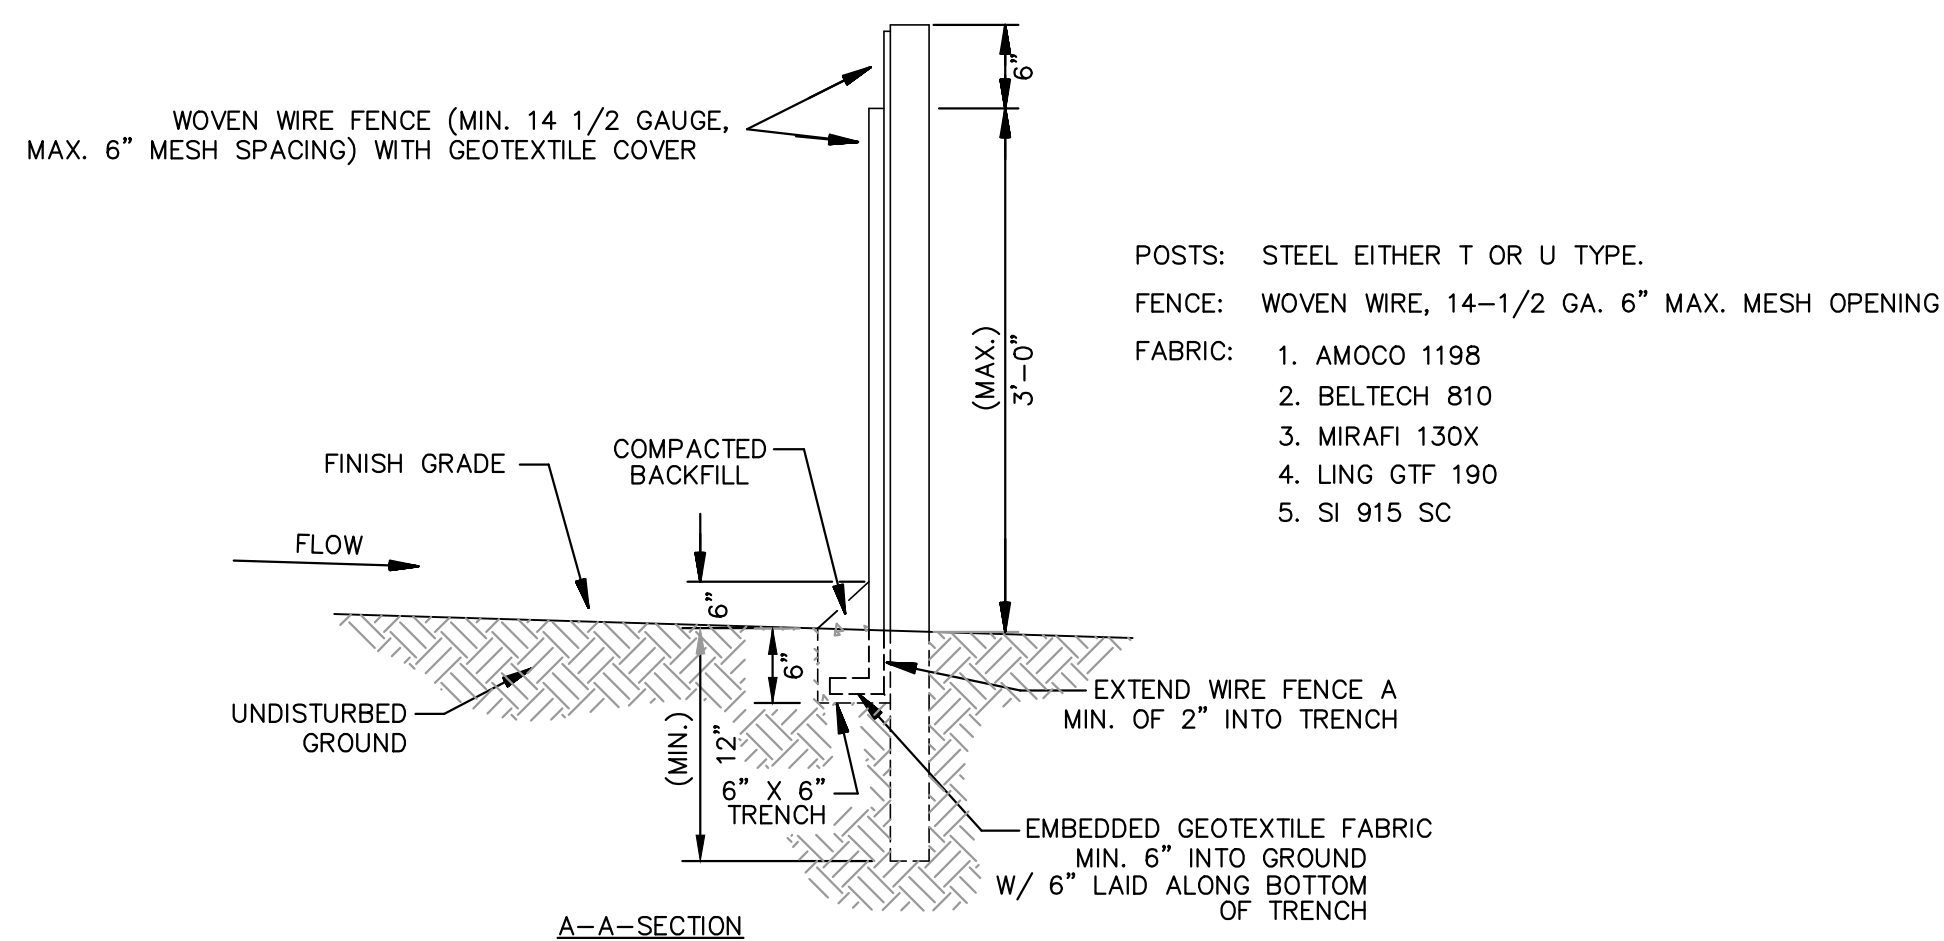 6”
WOVEN WIRE FENCE (MIN. 14 1/2 GAUGE,
MAX. 6” MESH SPACING) WITH GEOTEXTILE COVER
POSTS: STEEL EITHER T OR U TYPE.
FENCE: WOVEN WIRE, 14-1/2 GA. 6” MAX. MESH OPENING
FABRIC: 1. AMOCO 1198
2. BELTECH 810
3. MIRAFI 130X
4. LING GTF 190
5. SI 915 SC
(MAX.)
3'-0”
COMPACTED
BACKFILL
FINISH GRADE
FLOW
6”
6”
UNDISTURBED
GROUND
(MIN.)
12”
6” X 6”
TRENCH
EXTEND WIRE FENCE A
MIN. OF 2” INTO TRENCH
EMBEDDED GEOTEXTILE FABRIC
MIN. 6” INTO GROUND
W/ 6” LAID ALONG BOTTOM
OF TRENCH
A-A-SECTION